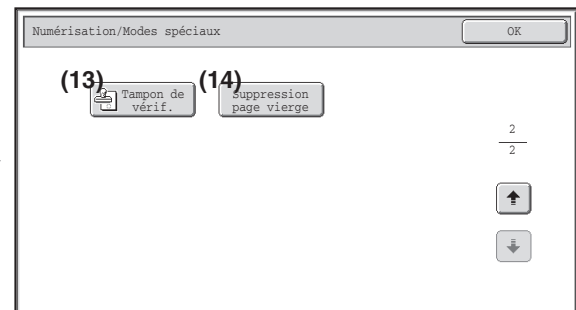 Numérisation/Modes spéciaux
OK
(13)
Tampon de
vérif.
(14)
Suppression
page vierge
2
2